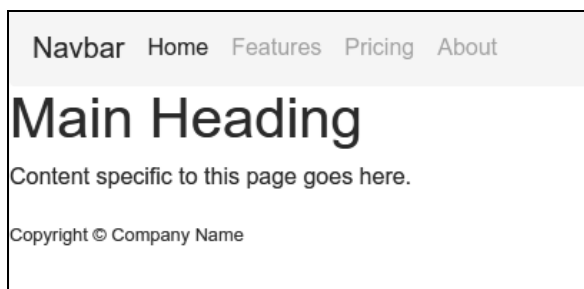 Navbar Home Features Pricing About
Main Heading
Content specific to this page goes here.
Copyright © Company Name